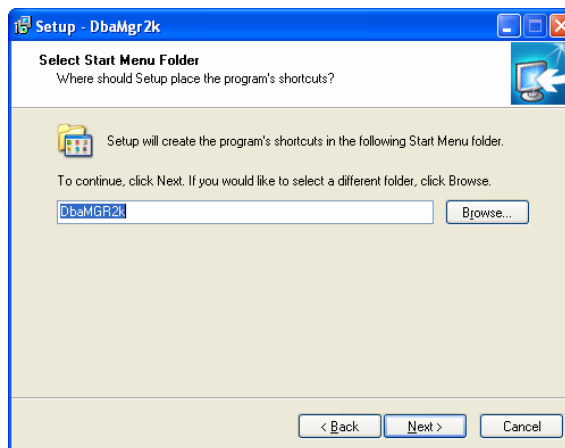 Setup - DbaMgr2k
Select Start Menu Folder
Where should Setup place the program's shortcuts?
Setup will create the program's shortcuts in the following Start Menu folder.
To continue, click Next. If you would like to select a different folder, click Browse.
DbaMGR2k
Browse...
< Back
Next >
Cancel